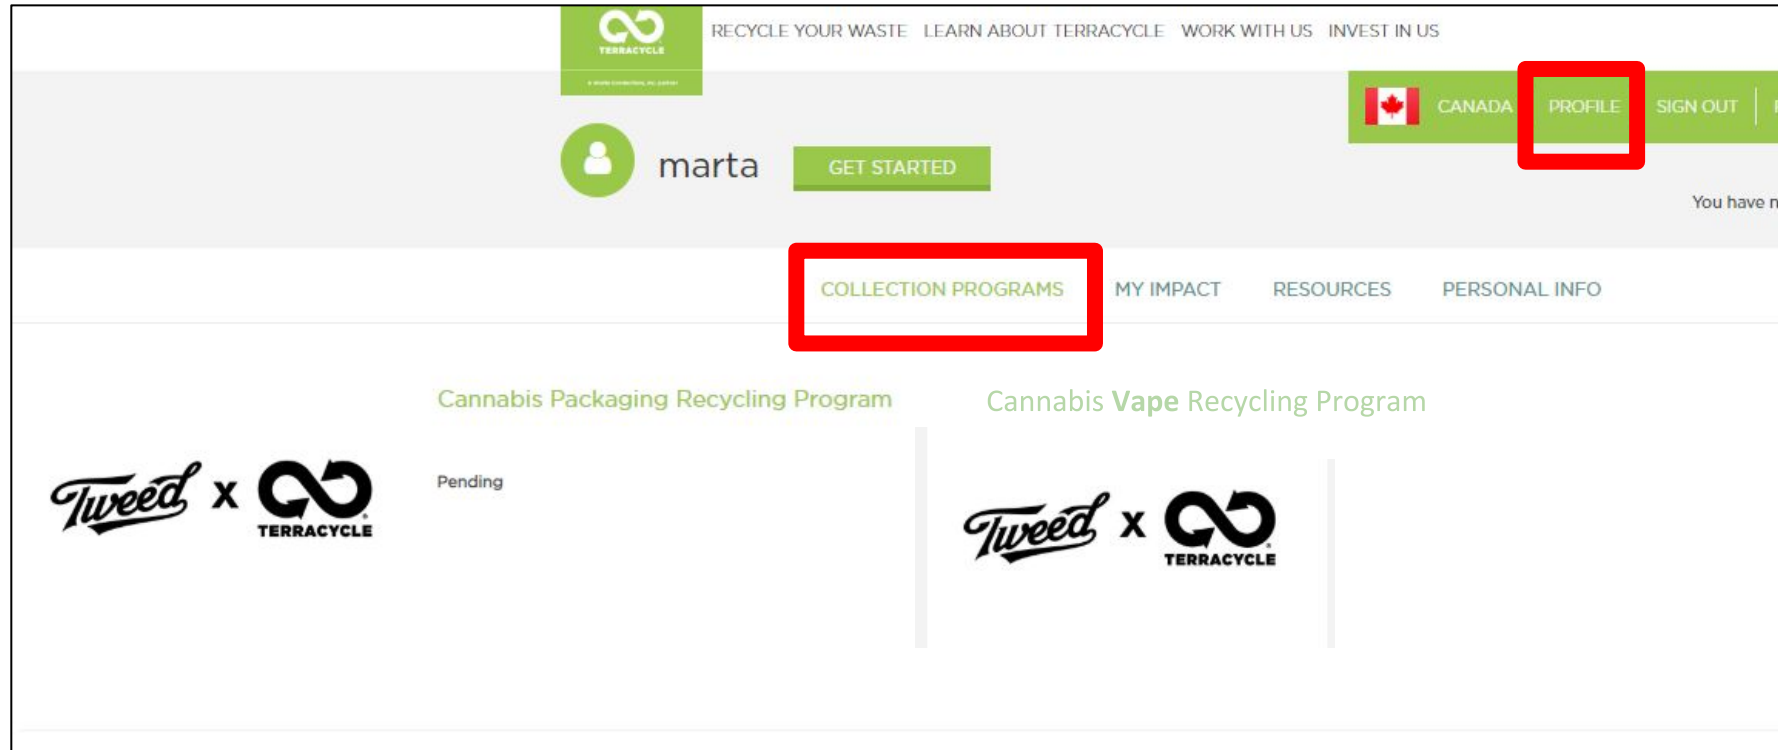 TERRACYCLE
RECYCLE YOUR WASTE LEARN ABOUT TERRACYCLE WORK WITH US INVEST IN US
CANADA PROFILE SIGN OUT
marta GET STARTED
You have
COLLECTION PROGRAMS MY IMPACT RESOURCES PERSONAL INFO
Cannabis Packaging Recycling Program
Cannabis Vape Recycling Program
Pending
Tweed x TERRACYCLE
Tweed x TERRACYCLE